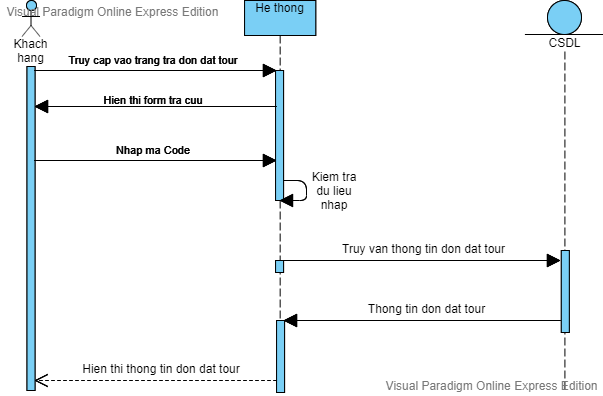 Visual Paradigm Online Express Edition
He thong
Khach
hang
CSDL
Truy cap vao trang tra don dat tour
Hien thi form tra cuu
Nhap ma Code
Kiem tra
du lieu
nhap
Truy van thong tin don dat tour
Thong tin don dat tour
Hien thi thong tin don dat tour
Visual Paradigm Online Express Edition